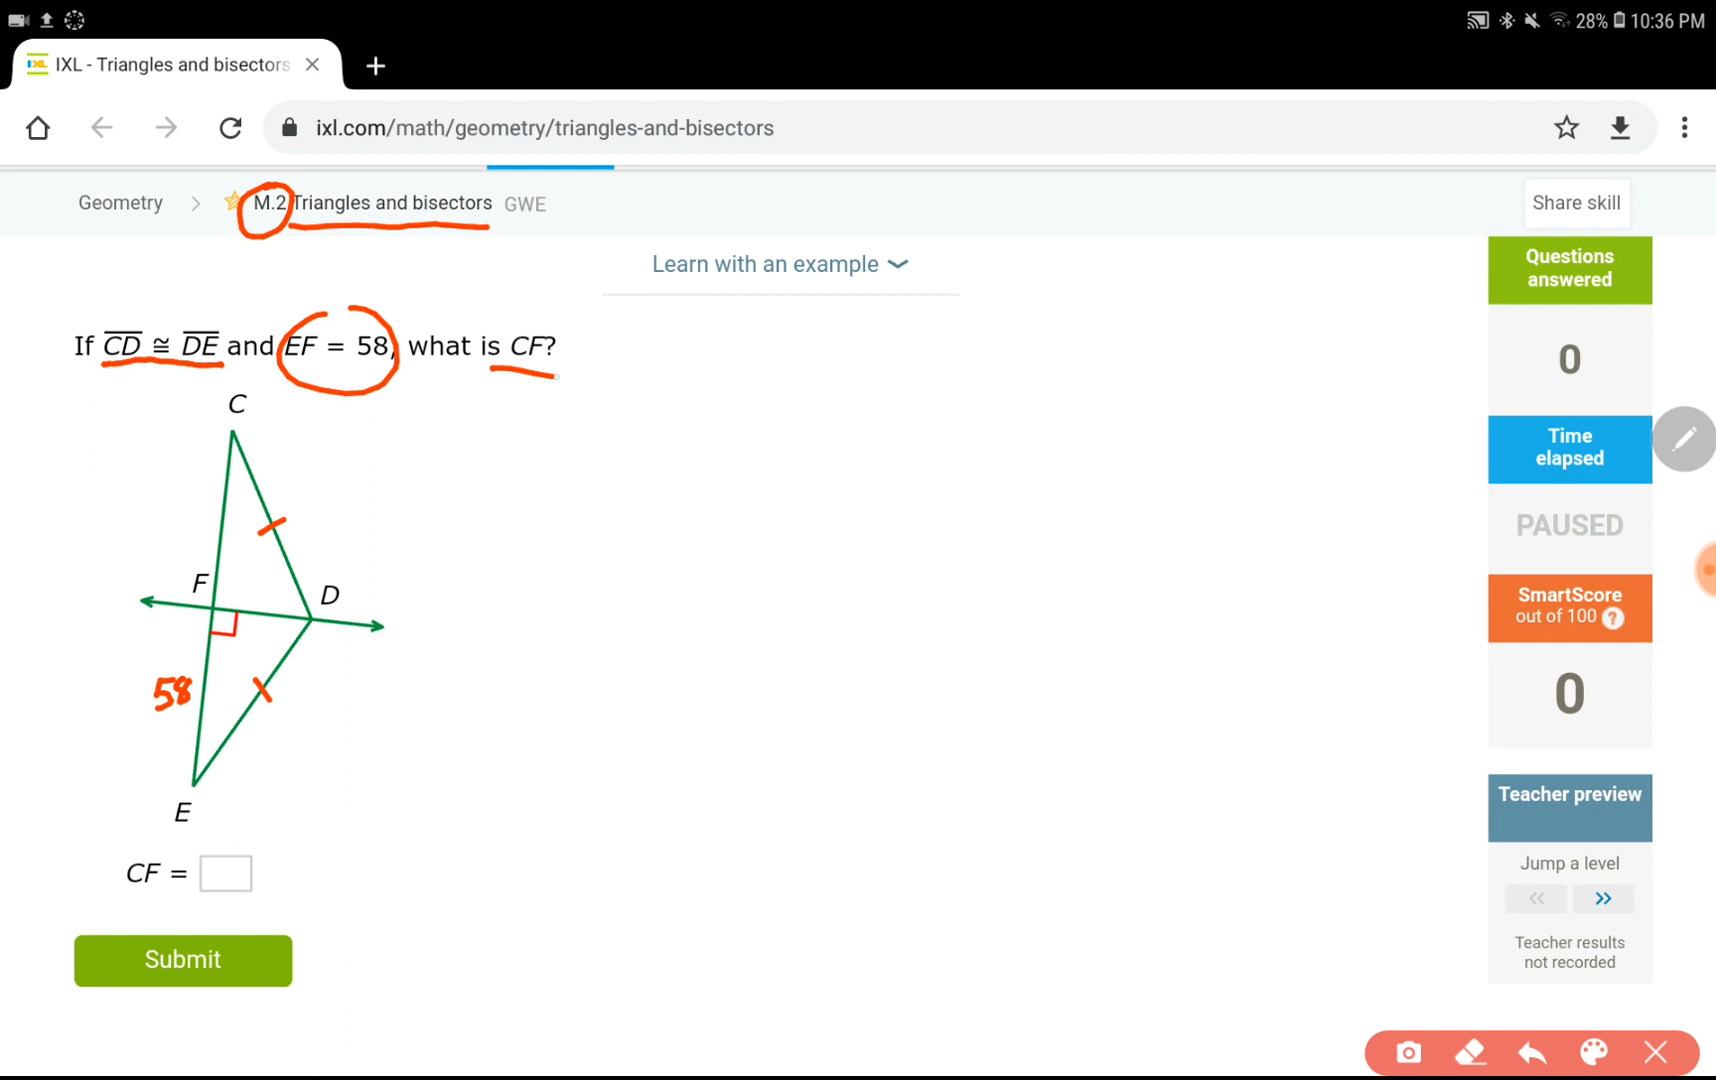 28% 10:36 PM
IXL - Triangles and bisectors
ixl.com/math/geometry/triangles-and-bisectors
Geometry > M.2 Triangles and bisectors GWE
Share skill
Learn with an example
Questions
answered
0
If CD ≅ DE and EF = 58, what is CF?
C
Time
elapsed
PAUSED
F
D
SmartScore
out of 100 ?
58
0
E
Teacher preview
CF =
Jump a level
Submit
Teacher results
not recorded